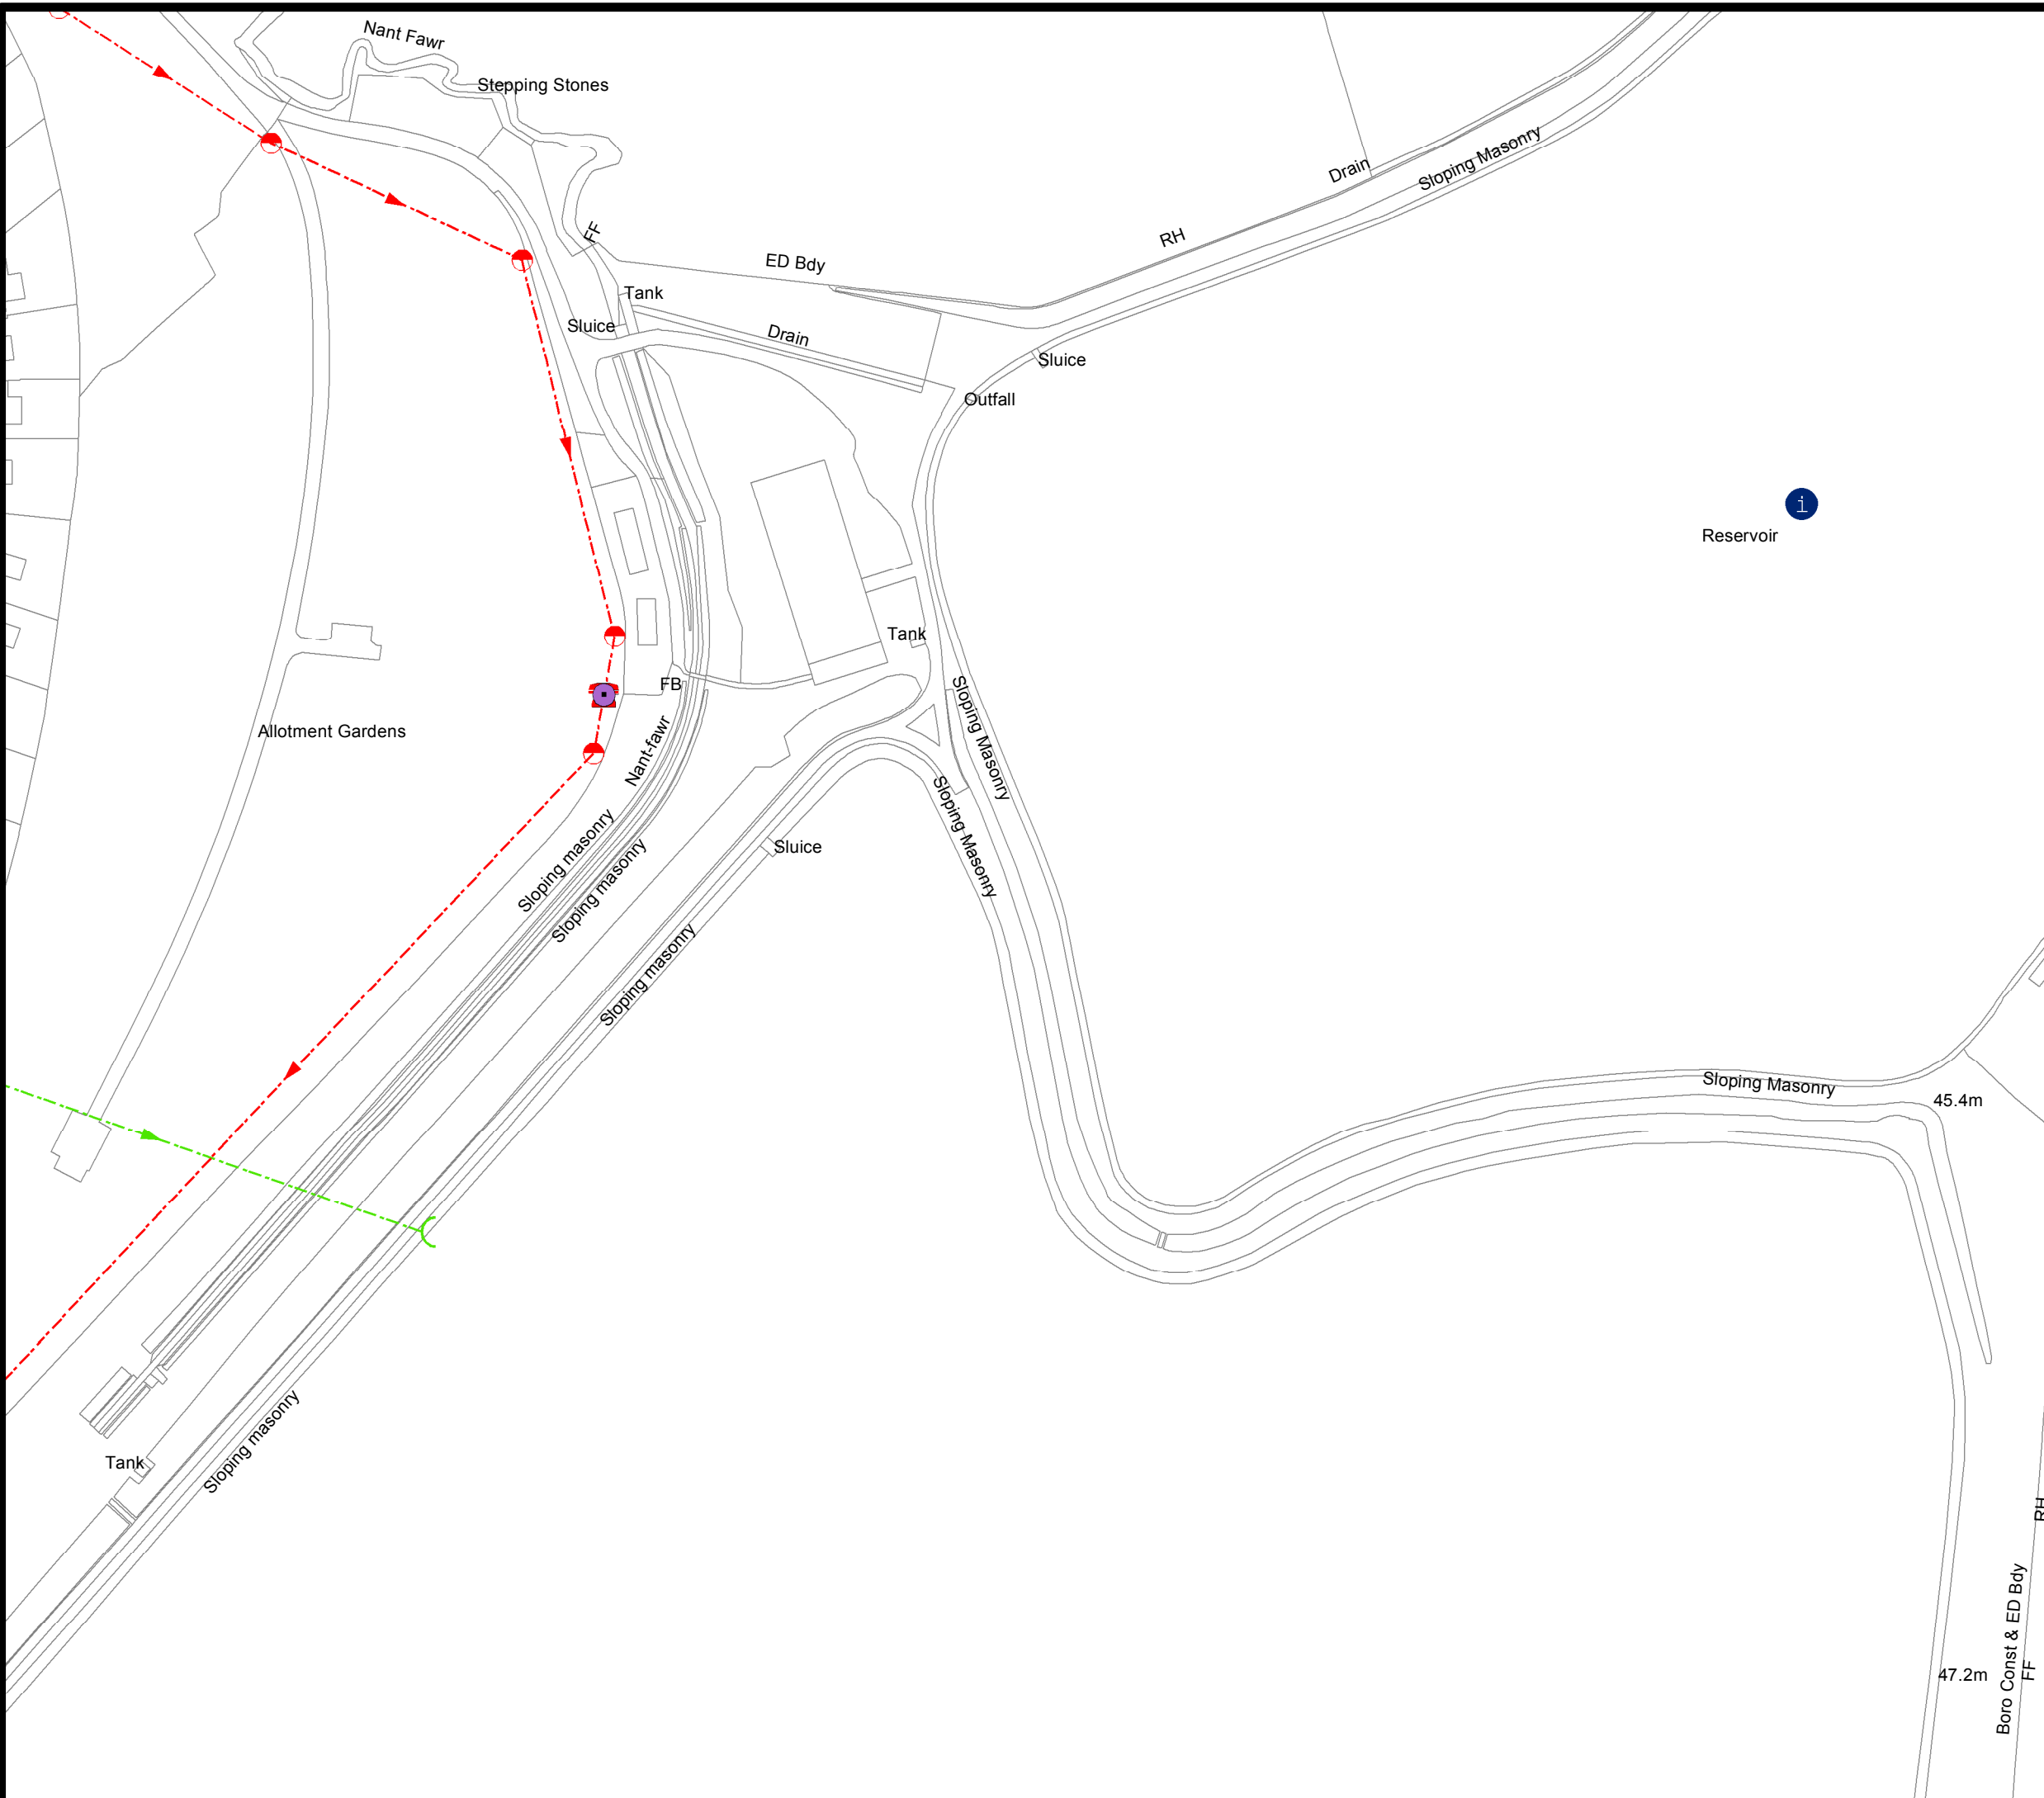 Nant Fawr
Stepping Stones
Drain
Sloping Masonry
FF
RH
ED Bdy
Tank
Sluice
Drain
Sluice
Outfall
i
Reservoir
Tank
FB
Sloping Masonry
Allotment Gardens
Nant-fawr
Sloping Masonry
Sloping masonry
Sluice
Sloping masonry
Sloping masonry
Sloping Masonry
45.4m
Sloping masonry
Tank
RH
Boro Const & ED Bdy
FF
47.2m